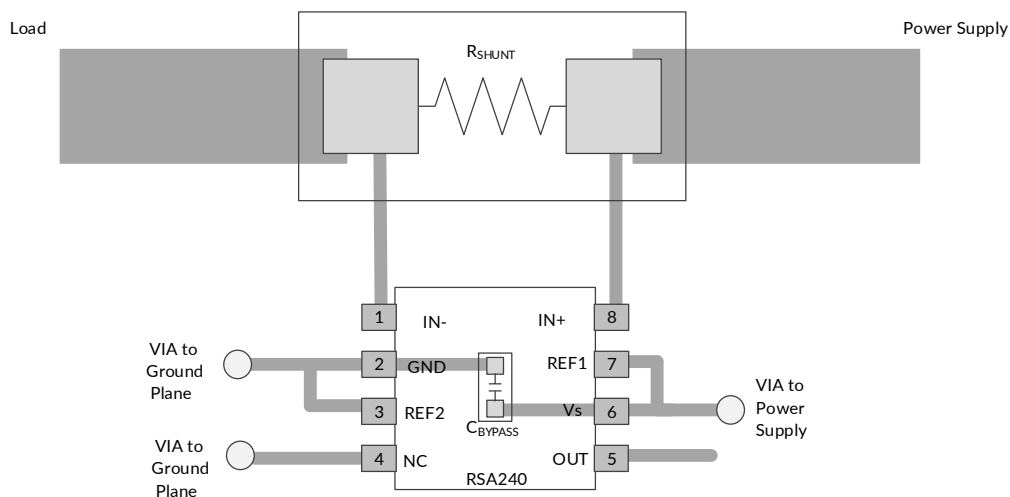 Load
Power Supply
RSHUNT
1
IN-
IN+
8
VIA to
Ground
Plane
2
GND
REF1
7
3
REF2
Vs
6
VIA to
Power
Supply
CBYPASS
VIA to
Ground
Plane
4
NC
OUT
5
RSA240